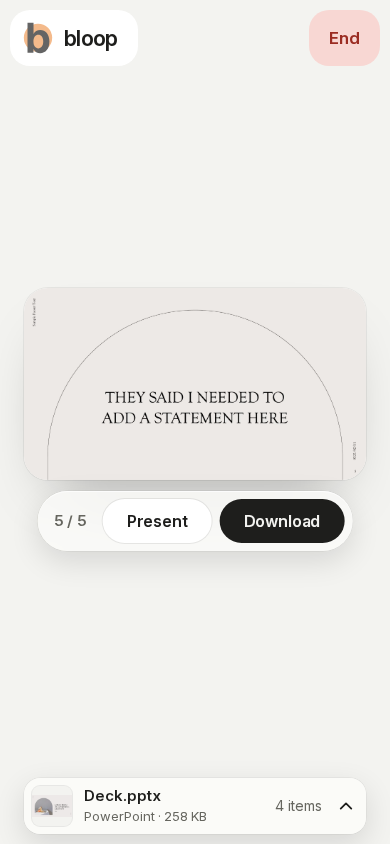 bloop
End
THEY SAID I NEEDED TO
ADD A STATEMENT HERE
5 / 5
Present
Download
Deck.pptx
PowerPoint · 258 KB
4 items